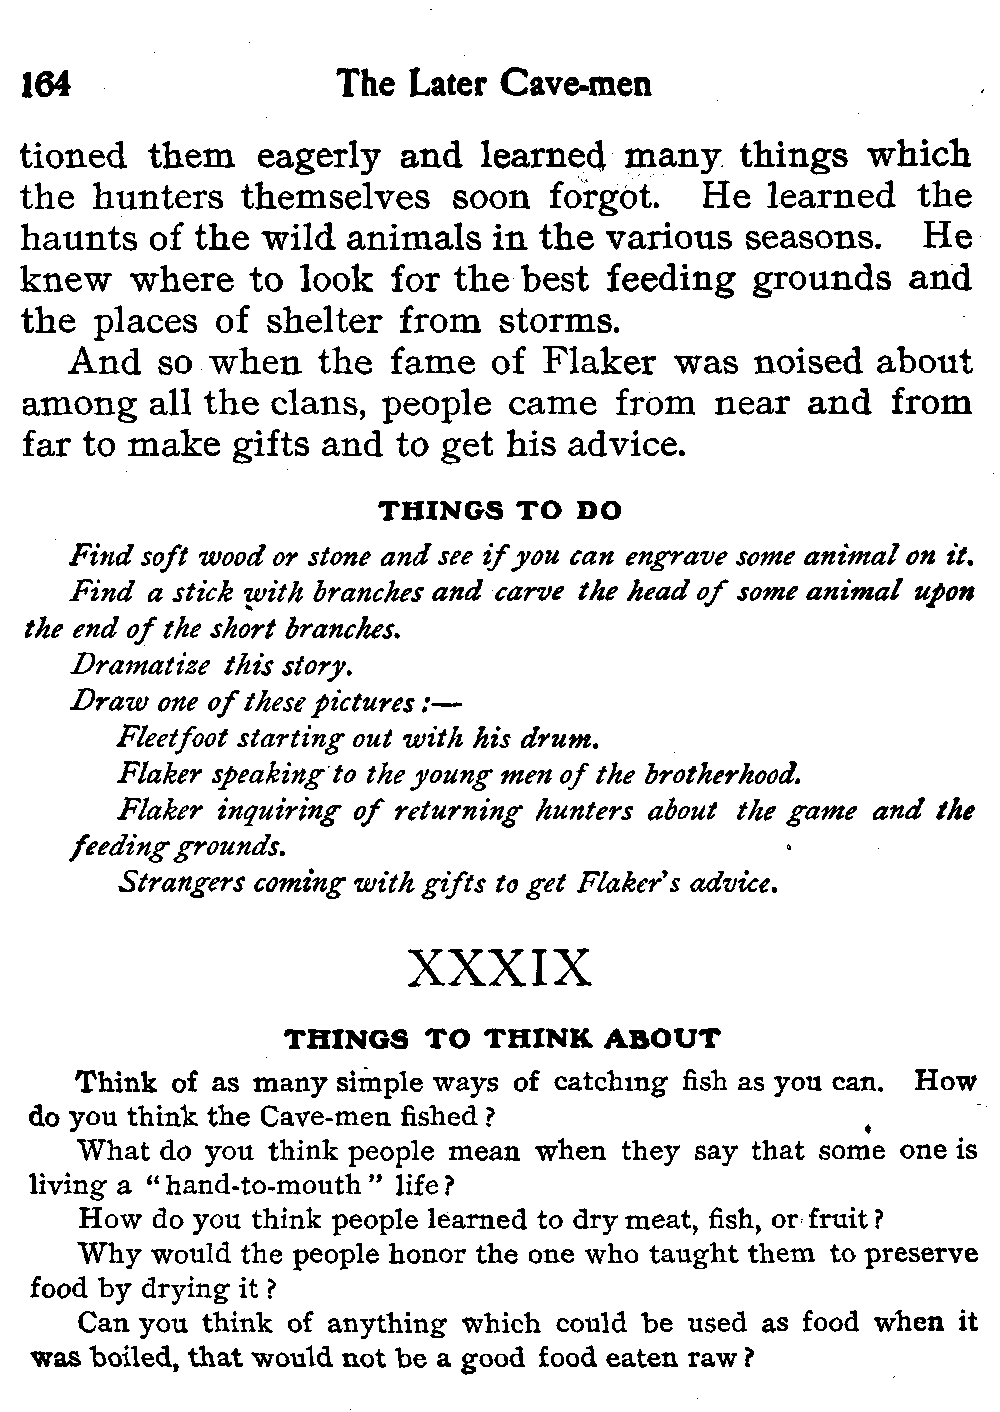 164 The Later Cave-men
tioned them eagerly and learned many things which
the hunters themselves soon forgot. He learned the
haunts of the wild animals in the various seasons. He
knew where to look for the best feeding grounds and
the places of shelter from storms.
And so when the fame of Flaker was noised about
among all the clans, people came from near and from
far to make gifts and to get his advice.
THINGS TO DO
Find soft wood or stone and see if you can engrave some animal on it.
Find a stick with branches and carve the head of some animal upon
the end of the short branches.
Dramatize this story.
Draw one of these pictures :—
Fleetfoot starting out with his drum.
Flaker speaking to the young men of the brotherhood.
Flaker inquiring of returning hunters about the game and the
feeding grounds.
Strangers coming with gifts to get Flaker's advice.
XXXIX
THINGS TO THINK ABOUT
Think of as many simple ways of catching fish as you can. How
do you think the Cave-men fished ?
What do you think people mean when they say that some one is
living a "hand-to-mouth" life ?
How do you think people learned to dry meat, fish, or fruit ?
Why would the people honor the one who taught them to preserve
food by drying it ?
Can you think of anything which could be used as food when it
was boiled, that would not be a good food eaten raw ?